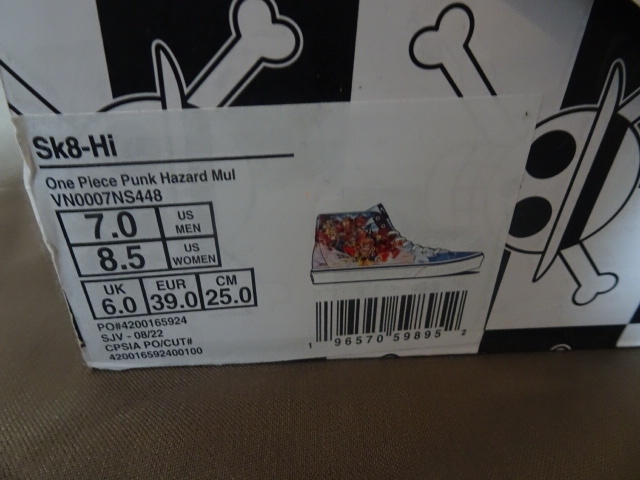 Sk8-Hi
One Piece Punk Hazard Mul
VN0007NS448
7.0 US MEN
8.5 US WOMEN
UK 6.0 EUR 39.0 CM 25.0
PO#4200165924
SJV - 08/22
CPSIA PO/CUT#
420016592400100
1 96570 59895 2